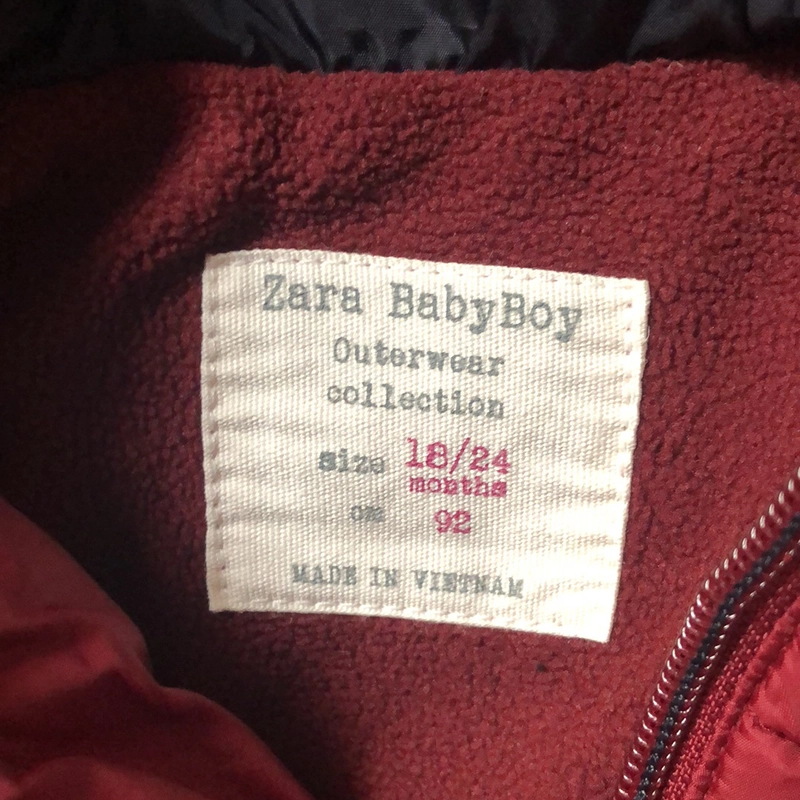 Zara BabyBoy
Outerwear
collection
size 18/24
months
cm 92
MADE IN VIETNAM